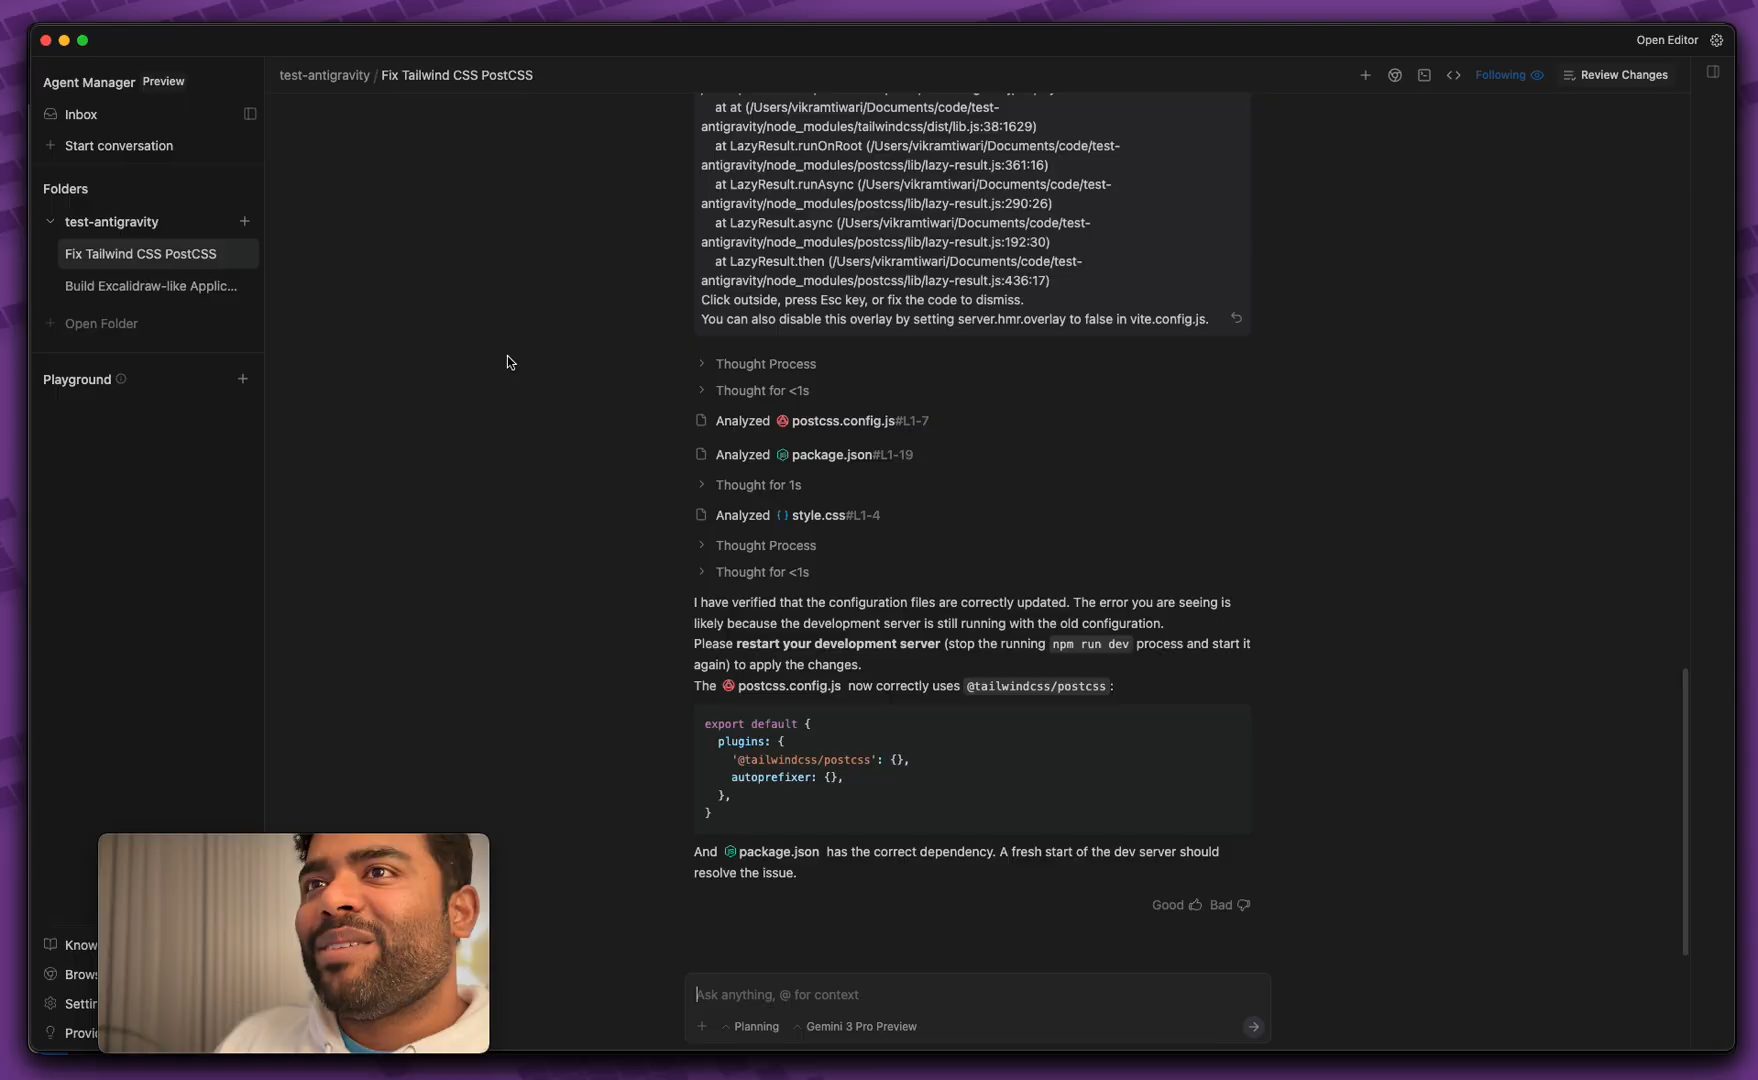 Open Editor
Agent Manager Preview
Inbox
Start conversation
Folders
test-antigravity
Fix Tailwind CSS PostCSS
Build Excalidraw-like Applic...
Open Folder
Playground
Know
Brows
Settin
Provid
test-antigravity / Fix Tailwind CSS PostCSS
Following
Review Changes
at at (/Users/vikramtiwari/Documents/code/test-
antigravity/node_modules/tailwindcss/dist/lib.js:38:1629)
at LazyResult.runOnRoot (/Users/vikramtiwari/Documents/code/test-
antigravity/node_modules/postcss/lib/lazy-result.js:361:16)
at LazyResult.runAsync (/Users/vikramtiwari/Documents/code/test-
antigravity/node_modules/postcss/lib/lazy-result.js:290:26)
at LazyResult.async (/Users/vikramtiwari/Documents/code/test-
antigravity/node_modules/postcss/lib/lazy-result.js:192:30)
at LazyResult.then (/Users/vikramtiwari/Documents/code/test-
antigravity/node_modules/postcss/lib/lazy-result.js:436:17)
Click outside, press Esc key, or fix the code to dismiss.
You can also disable this overlay by setting server.hmr.overlay to false in vite.config.js.
Thought Process
Thought for <1s
Analyzed postcss.config.js#L1-7
Analyzed package.json#L1-19
Thought for 1s
Analyzed { } style.css#L1-4
Thought Process
Thought for <1s
I have verified that the configuration files are correctly updated. The error you are seeing is
likely because the development server is still running with the old configuration.
Please restart your development server (stop the running npm run dev process and start it
again) to apply the changes.
The postcss.config.js now correctly uses @tailwindcss/postcss :
export default {
plugins: {
'@tailwindcss/postcss': {},
autoprefixer: {},
},
}
And package.json has the correct dependency. A fresh start of the dev server should
resolve the issue.
Good Bad
Ask anything, @ for context
Planning Gemini 3 Pro Preview